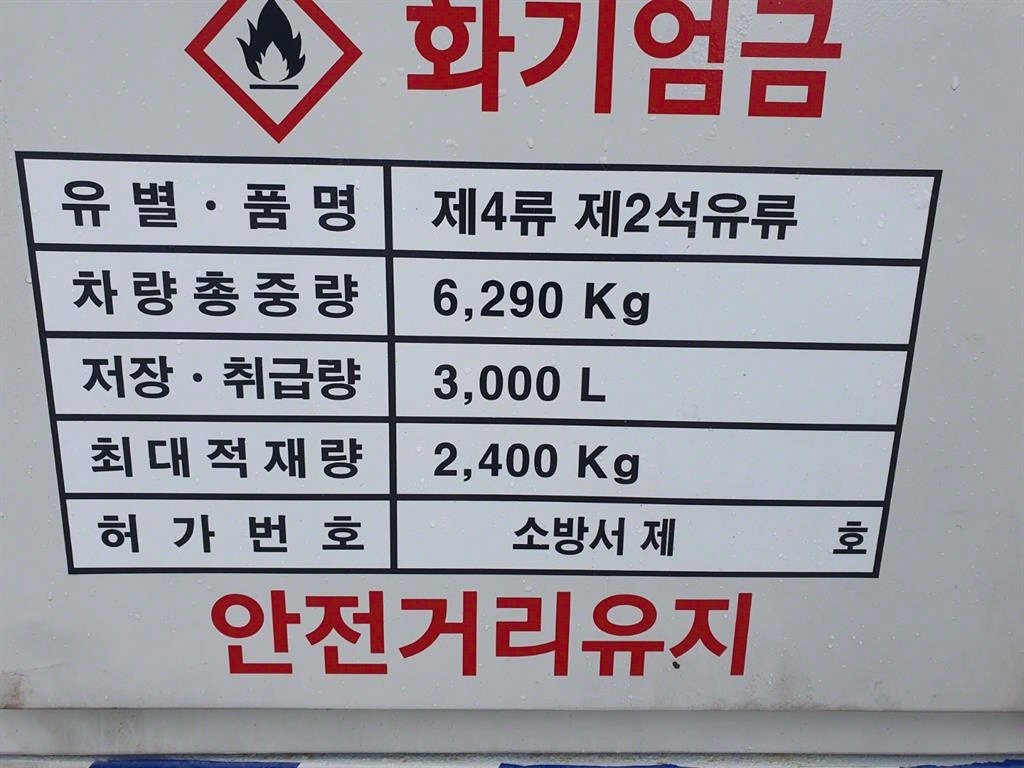 화기엄금
유별·품명 제4류 제2석유류
차량총중량 6,290 Kg
저장·취급량 3,000 L
최대적재량 2,400 Kg
허가번호 소방서 제 호
안전거리유지